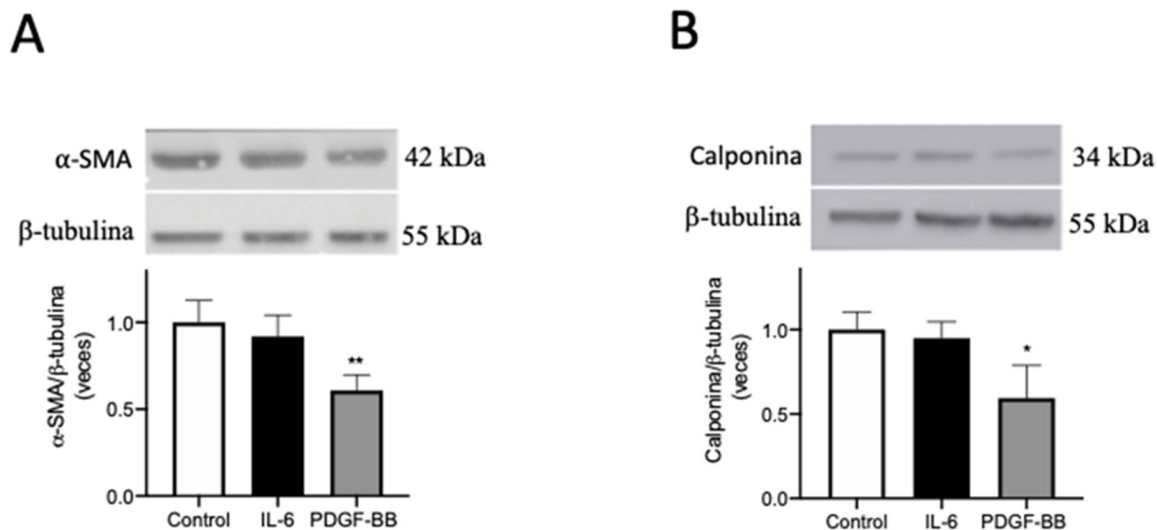 A
α-SMA
42 kDa
β-tubulina
55 kDa
α-SMA/β-tubulina
(veces)
1.0
**
0.5
0.0
Control IL-6 PDGF-BB
B
Calponina
34 kDa
β-tubulina
55 kDa
Calponina/β-tubulina
(veces)
1.0
*
0.5
0.0
Control IL-6 PDGF-BB